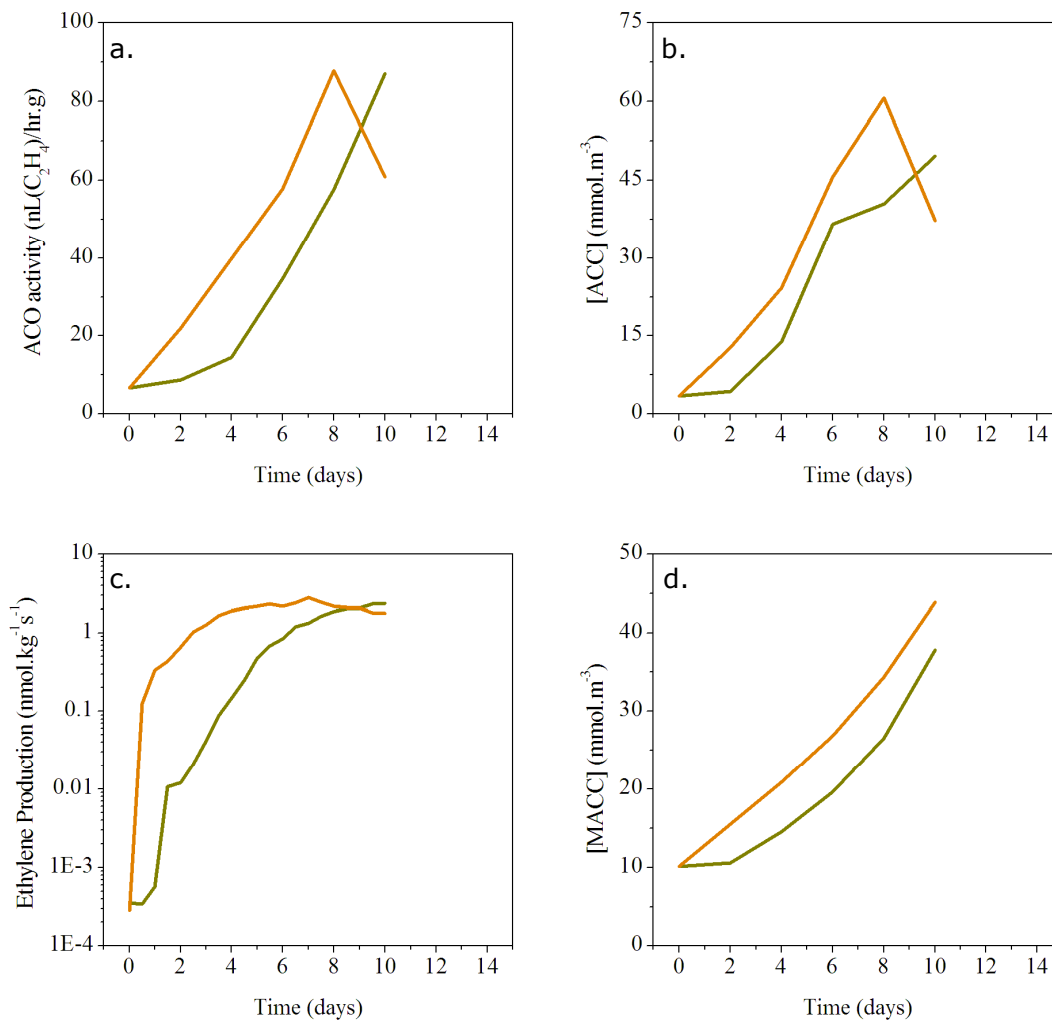 a.
ACO activity (nL(C₂H₄)/hr.g)
100
80
60
40
20
0
0 2 4 6 8 10 12 14
Time (days)
b.
[ACC] (mmol.m⁻³)
75
60
45
30
15
0
0 2 4 6 8 10 12 14
Time (days)
c.
Ethylene Production (nmol.kg⁻¹s⁻¹)
10
1
0.1
0.01
1E-3
1E-4
0 2 4 6 8 10 12 14
Time (days)
d.
[MACC] (mmol.m⁻³)
50
40
30
20
10
0
0 2 4 6 8 10 12 14
Time (days)